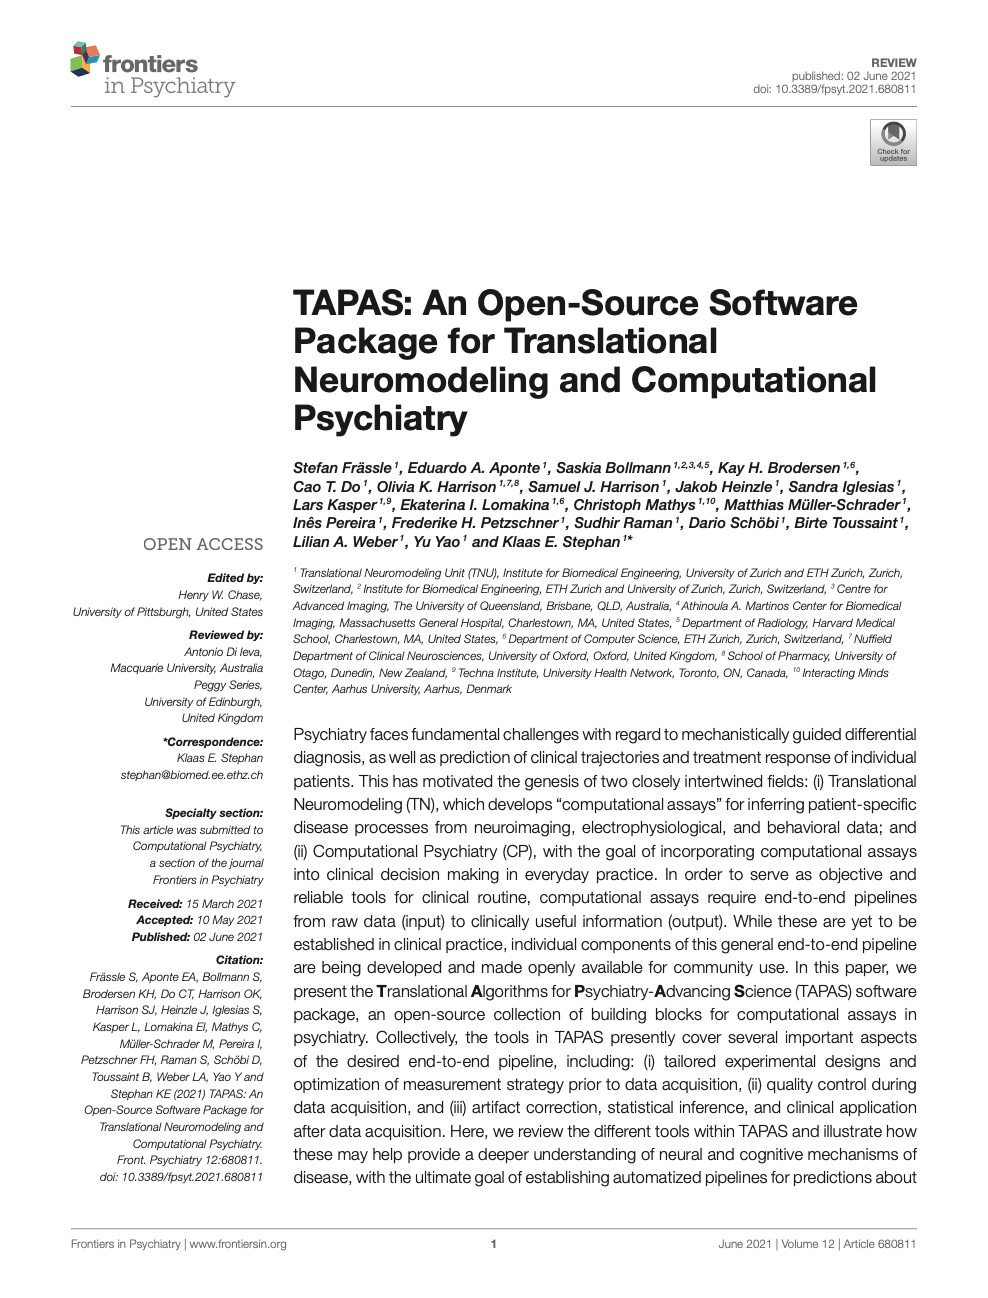 frontiers
in Psychiatry
REVIEW
published: 02 June 2021
doi: 10.3389/fpsyt.2021.680811
Check for
updates
TAPAS: An Open-Source Software
Package for Translational
Neuromodeling and Computational
Psychiatry
Stefan Frässle 1, Eduardo A. Aponte 1, Saskia Bollmann 1,2,3,4,5, Kay H. Brodersen 1,6,
Cao T. Do 1, Olivia K. Harrison 1,7,8, Samuel J. Harrison 1, Jakob Heinzle 1, Sandra Iglesias 1,
Lars Kasper 1,9, Ekaterina I. Lomakina 1,6, Christoph Mathys 1,10, Matthias Müller-Schrader 1,
Inês Pereira 1, Frederike H. Petzschner 1, Sudhir Raman 1, Dario Schöbi 1, Birte Toussaint 1,
Lilian A. Weber 1, Yu Yao 1 and Klaas E. Stephan 1*
1 Translational Neuromodeling Unit (TNU), Institute for Biomedical Engineering, University of Zurich and ETH Zurich, Zurich,
Switzerland, 2 Institute for Biomedical Engineering, ETH Zurich and University of Zurich, Zurich, Switzerland, 3 Centre for
Advanced Imaging, The University of Queensland, Brisbane, QLD, Australia, 4 Athinoula A. Martinos Center for Biomedical
Imaging, Massachusetts General Hospital, Charlestown, MA, United States, 5 Department of Radiology, Harvard Medical
School, Charlestown, MA, United States, 6 Department of Computer Science, ETH Zurich, Zurich, Switzerland, 7 Nuffield
Department of Clinical Neurosciences, University of Oxford, Oxford, United Kingdom, 8 School of Pharmacy, University of
Otago, Dunedin, New Zealand, 9 Techna Institute, University Health Network, Toronto, ON, Canada, 10 Interacting Minds
Center, Aarhus University, Aarhus, Denmark
OPEN ACCESS
Edited by:
Henry W. Chase,
University of Pittsburgh, United States
Reviewed by:
Antonio Di Ieva,
Macquarie University, Australia
Peggy Series,
University of Edinburgh,
United Kingdom
*Correspondence:
Klaas E. Stephan
stephan@biomed.ee.ethz.ch
Specialty section:
This article was submitted to
Computational Psychiatry,
a section of the journal
Frontiers in Psychiatry
Received: 15 March 2021
Accepted: 10 May 2021
Published: 02 June 2021
Citation:
Frässle S, Aponte EA, Bollmann S,
Brodersen KH, Do CT, Harrison OK,
Harrison SJ, Heinzle J, Iglesias S,
Kasper L, Lomakina EI, Mathys C,
Müller-Schrader M, Pereira I,
Petzschner FH, Raman S, Schöbi D,
Toussaint B, Weber LA, Yao Y and
Stephan KE (2021) TAPAS: An
Open-Source Software Package for
Translational Neuromodeling and
Computational Psychiatry.
Front. Psychiatry 12:680811.
doi: 10.3389/fpsyt.2021.680811
Psychiatry faces fundamental challenges with regard to mechanistically guided differential
diagnosis, as well as prediction of clinical trajectories and treatment response of individual
patients. This has motivated the genesis of two closely intertwined fields: (i) Translational
Neuromodeling (TN), which develops “computational assays” for inferring patient-specific
disease processes from neuroimaging, electrophysiological, and behavioral data; and
(ii) Computational Psychiatry (CP), with the goal of incorporating computational assays
into clinical decision making in everyday practice. In order to serve as objective and
reliable tools for clinical routine, computational assays require end-to-end pipelines
from raw data (input) to clinically useful information (output). While these are yet to be
established in clinical practice, individual components of this general end-to-end pipeline
are being developed and made openly available for community use. In this paper, we
present the Translational Algorithms for Psychiatry-Advancing Science (TAPAS) software
package, an open-source collection of building blocks for computational assays in
psychiatry. Collectively, the tools in TAPAS presently cover several important aspects
of the desired end-to-end pipeline, including: (i) tailored experimental designs and
optimization of measurement strategy prior to data acquisition, (ii) quality control during
data acquisition, and (iii) artifact correction, statistical inference, and clinical application
after data acquisition. Here, we review the different tools within TAPAS and illustrate how
these may help provide a deeper understanding of neural and cognitive mechanisms of
disease, with the ultimate goal of establishing automatized pipelines for predictions about
Frontiers in Psychiatry | www.frontiersin.org
1
June 2021 | Volume 12 | Article 680811